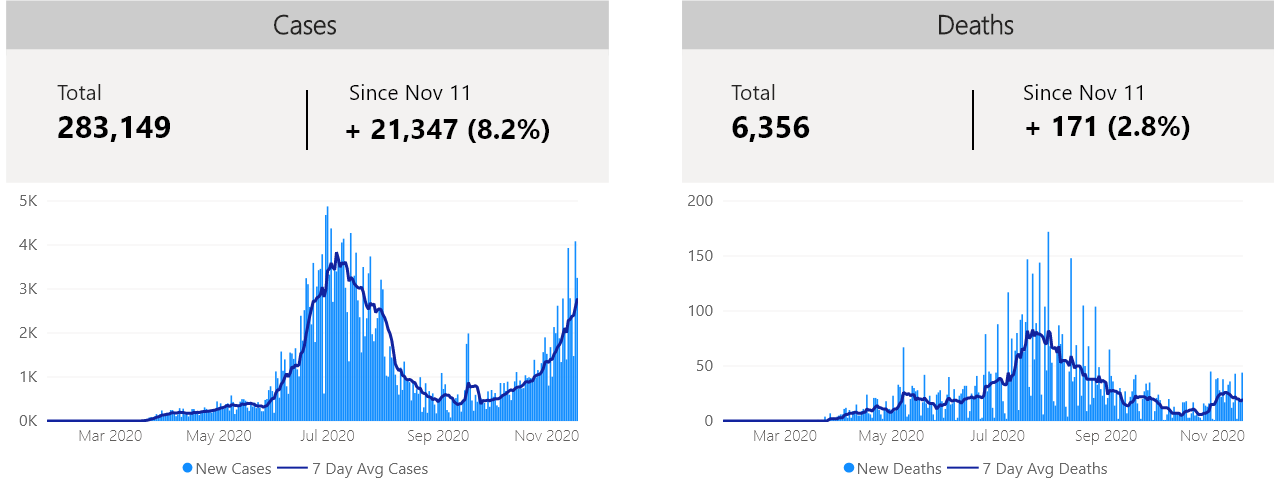 Cases
Total
283,149
Since Nov 11
+ 21,347 (8.2%)
5K
4K
3K
2K
1K
0K
Mar 2020 May 2020 Jul 2020 Sep 2020 Nov 2020
New Cases 7 Day Avg Cases
Deaths
Total
6,356
Since Nov 11
+ 171 (2.8%)
200
150
100
50
0
Mar 2020 May 2020 Jul 2020 Sep 2020 Nov 2020
New Deaths 7 Day Avg Deaths